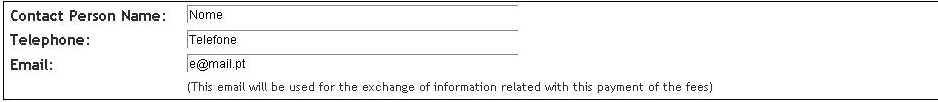 Contact Person Name: Nome
Telephone: Telefone
Email: e@mail.pt
(This email will be used for the exchange of information related with this payment of the fees)